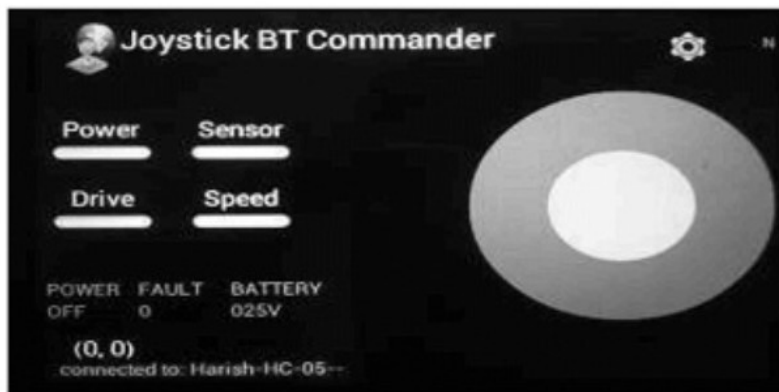 Joystick BT Commander
N
Power Sensor
Drive Speed
POWER FAULT BATTERY
OFF 0 025V
(0, 0)
connected to: Harish-HC-05--